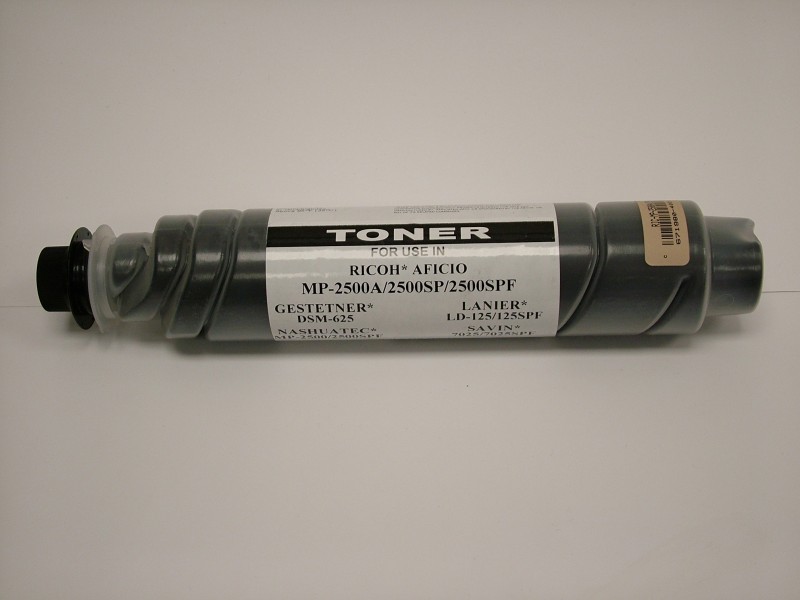 TONER
FOR USE IN
RICOH* AFICIO
MP-2500A/2500SP/2500SPF
GESTETNER* LANIER*
DSM-625 LD-125/125SPF
NASHUATEC* SAVIN*
MP-2500/2500SPF 7025/7025SPF